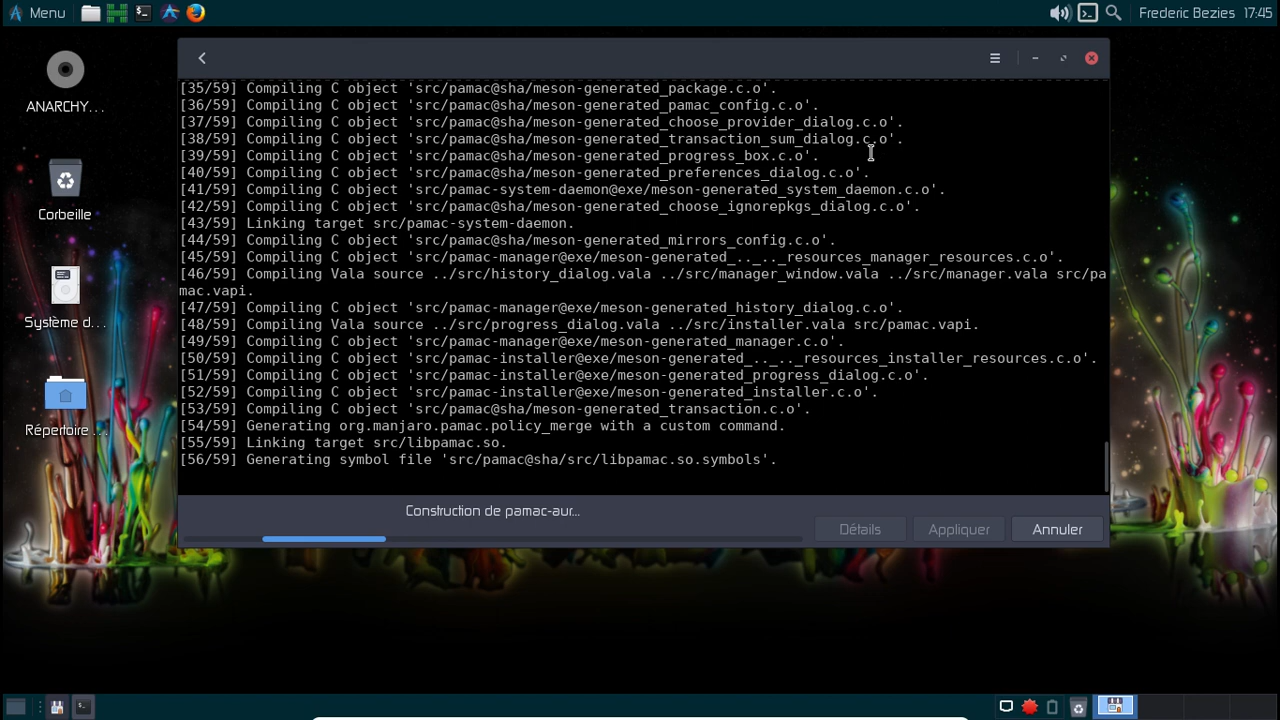 Menu
Frederic Bezies 17:45
ANARCHY...
Corbeille
Système d...
Répertoire ...
[35/59] Compiling C object 'src/pamac@sha/meson-generated_package.c.o'.
[36/59] Compiling C object 'src/pamac@sha/meson-generated_pamac_config.c.o'.
[37/59] Compiling C object 'src/pamac@sha/meson-generated_choose_provider_dialog.c.o'.
[38/59] Compiling C object 'src/pamac@sha/meson-generated_transaction_sum_dialog.c.o'.
[39/59] Compiling C object 'src/pamac@sha/meson-generated_progress_box.c.o'.
[40/59] Compiling C object 'src/pamac@sha/meson-generated_preferences_dialog.c.o'.
[41/59] Compiling C object 'src/pamac-system-daemon@exe/meson-generated_system_daemon.c.o'.
[42/59] Compiling C object 'src/pamac@sha/meson-generated_choose_ignorepkgs_dialog.c.o'.
[43/59] Linking target src/pamac-system-daemon.
[44/59] Compiling C object 'src/pamac@sha/meson-generated_mirrors_config.c.o'.
[45/59] Compiling C object 'src/pamac-manager@exe/meson-generated_.._.._resources_manager_resources.c.o'.
[46/59] Compiling Vala source ../src/history_dialog.vala ../src/manager_window.vala ../src/manager.vala src/pa
mac.vapi.
[47/59] Compiling C object 'src/pamac-manager@exe/meson-generated_history_dialog.c.o'.
[48/59] Compiling Vala source ../src/progress_dialog.vala ../src/installer.vala src/pamac.vapi.
[49/59] Compiling C object 'src/pamac-manager@exe/meson-generated_manager.c.o'.
[50/59] Compiling C object 'src/pamac-installer@exe/meson-generated_.._.._resources_installer_resources.c.o'.
[51/59] Compiling C object 'src/pamac-installer@exe/meson-generated_progress_dialog.c.o'.
[52/59] Compiling C object 'src/pamac-installer@exe/meson-generated_installer.c.o'.
[53/59] Compiling C object 'src/pamac@sha/meson-generated_transaction.c.o'.
[54/59] Generating org.manjaro.pamac.policy_merge with a custom command.
[55/59] Linking target src/libpamac.so.
[56/59] Generating symbol file 'src/pamac@sha/src/libpamac.so.symbols'.
Construction de pamac-aur...
Détails Appliquer Annuler